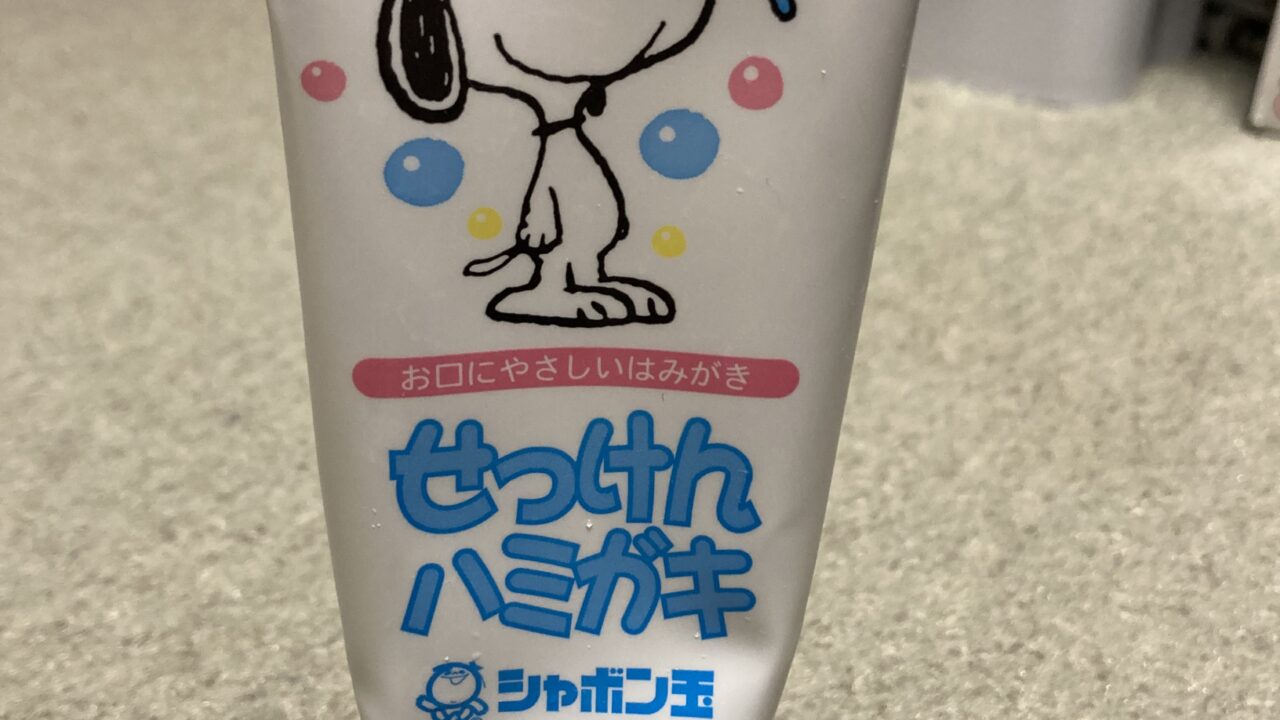 お口にやさしいはみがき
せっけん
ハミガキ
シャボン玉